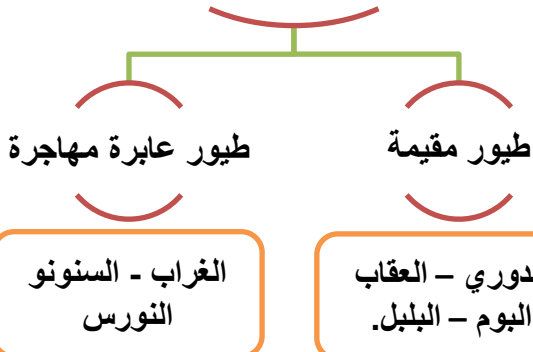 طيور مقيمة
طيور عابرة مهاجرة
دوري – العقاب
البوم – البلبل.
الغراب - السنونو
النورس